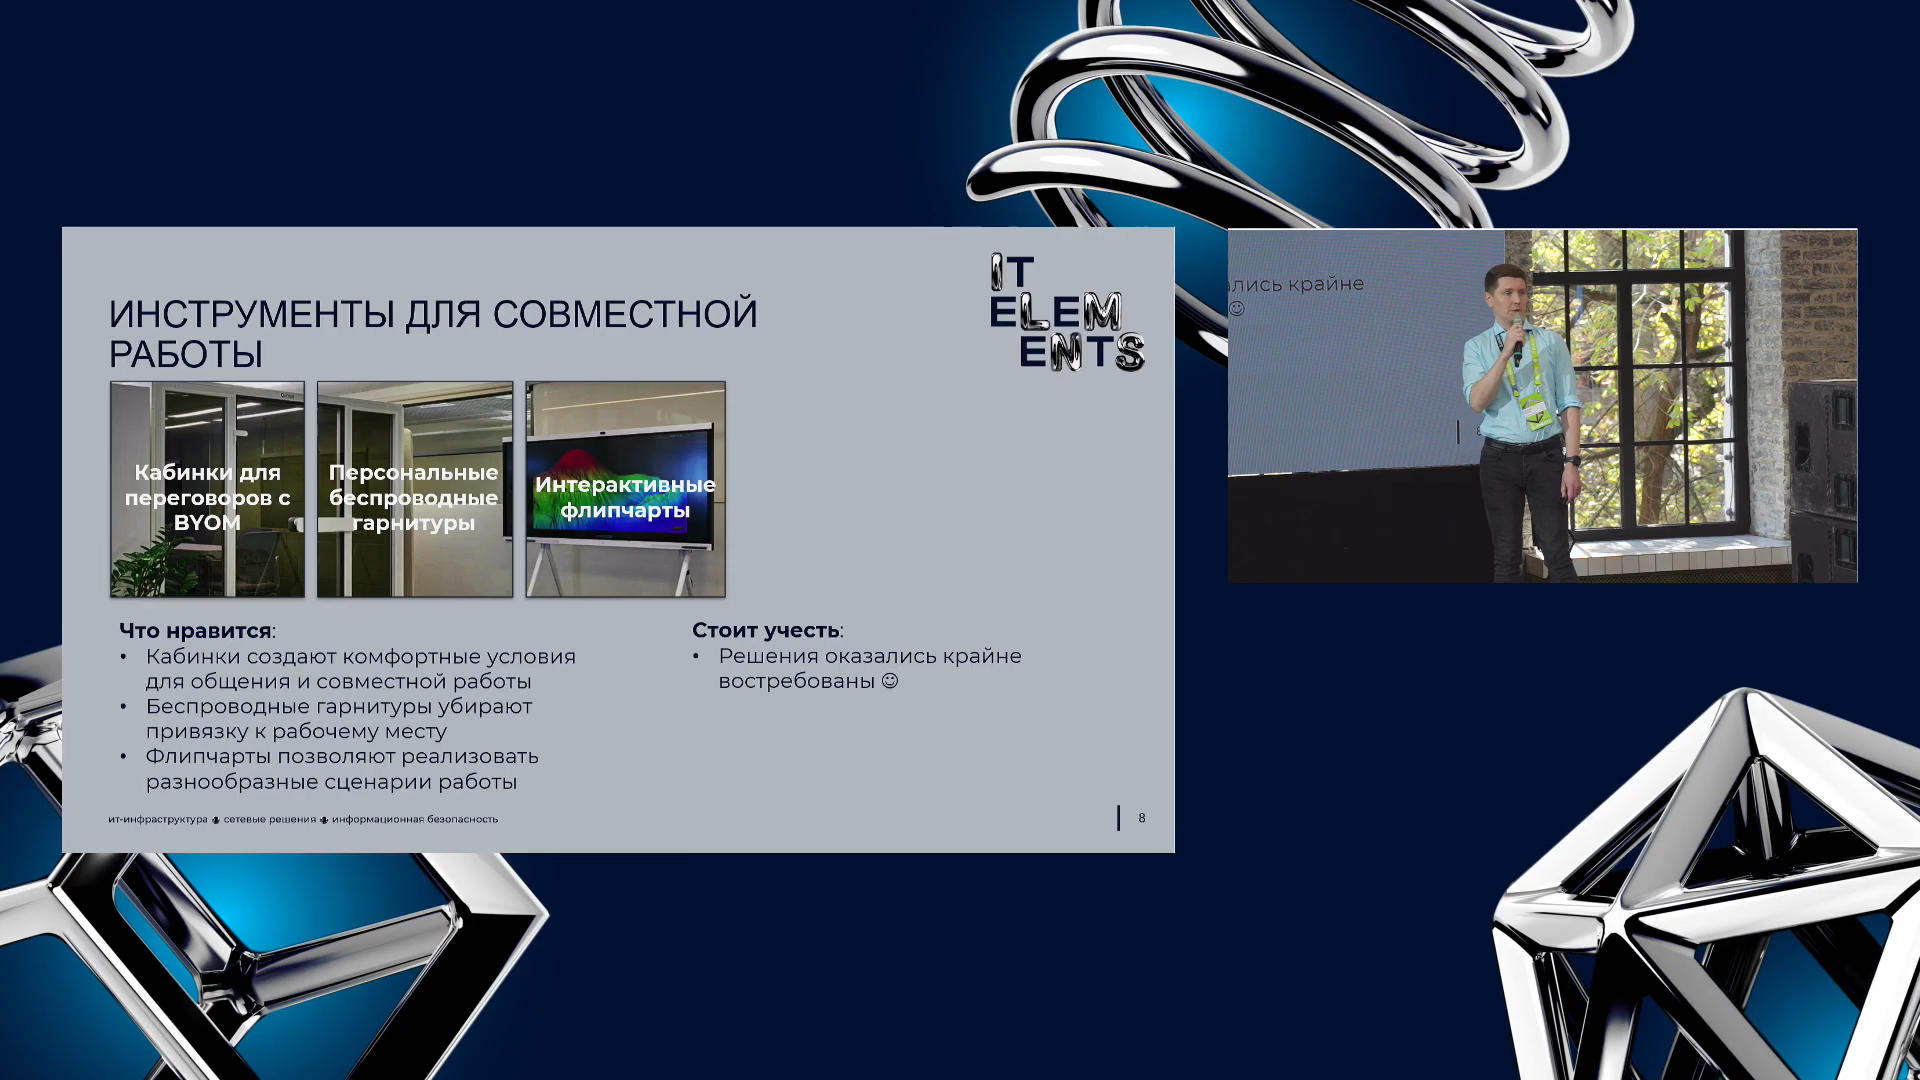 IT
ELEM
ENTS
ИНСТРУМЕНТЫ ДЛЯ СОВМЕСТНОЙ
РАБОТЫ
Кабинки для
переговоров с
BYOM
Персональные
беспроводные
гарнитуры
Интерактивные
флипчарты
Что нравится:
• Кабинки создают комфортные условия
для общения и совместной работы
• Беспроводные гарнитуры убирают
привязку к рабочему месту
• Флипчарты позволяют реализовать
разнообразные сценарии работы
Стоит учесть:
• Решения оказались крайне
востребованы ☺
ит-инфраструктура сетевые решения информационная безопасность
8
ались крайне
☺